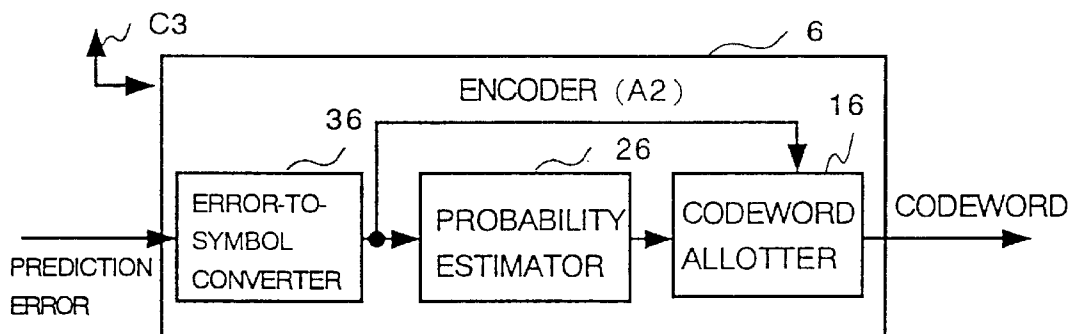 C3
6
ENCODER (A2)
36
26
16
ERROR-TO-
SYMBOL
CONVERTER
PROBABILITY
ESTIMATOR
CODEWORD
ALLOTTER
CODEWORD
PREDICTION
ERROR